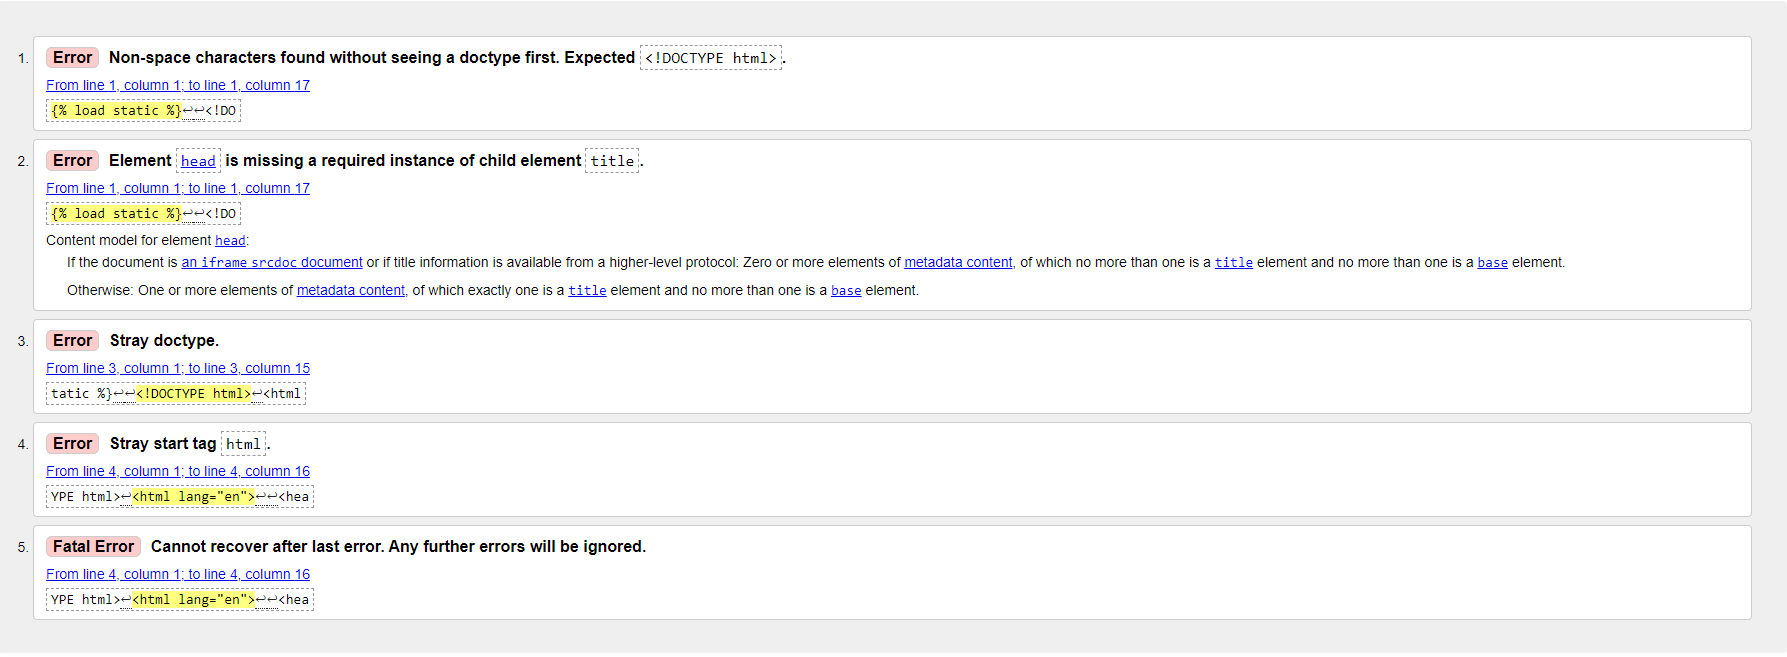 1. Error Non-space characters found without seeing a doctype first. Expected <!DOCTYPE html>.
From line 1, column 1; to line 1, column 17
{% load static %}↩↩<!DO
2. Error Element head is missing a required instance of child element title.
From line 1, column 1; to line 1, column 17
{% load static %}↩↩<!DO
Content model for element head:
If the document is an iframe srcdoc document or if title information is available from a higher-level protocol: Zero or more elements of metadata content, of which no more than one is a title element and no more than one is a base element.
Otherwise: One or more elements of metadata content, of which exactly one is a title element and no more than one is a base element.
3. Error Stray doctype.
From line 3, column 1; to line 3, column 15
tatic %}↩↩<!DOCTYPE html>↩<html
4. Error Stray start tag html.
From line 4, column 1; to line 4, column 16
YPE html>↩<html lang="en">↩↩<hea
5. Fatal Error Cannot recover after last error. Any further errors will be ignored.
From line 4, column 1; to line 4, column 16
YPE html>↩<html lang="en">↩↩<hea